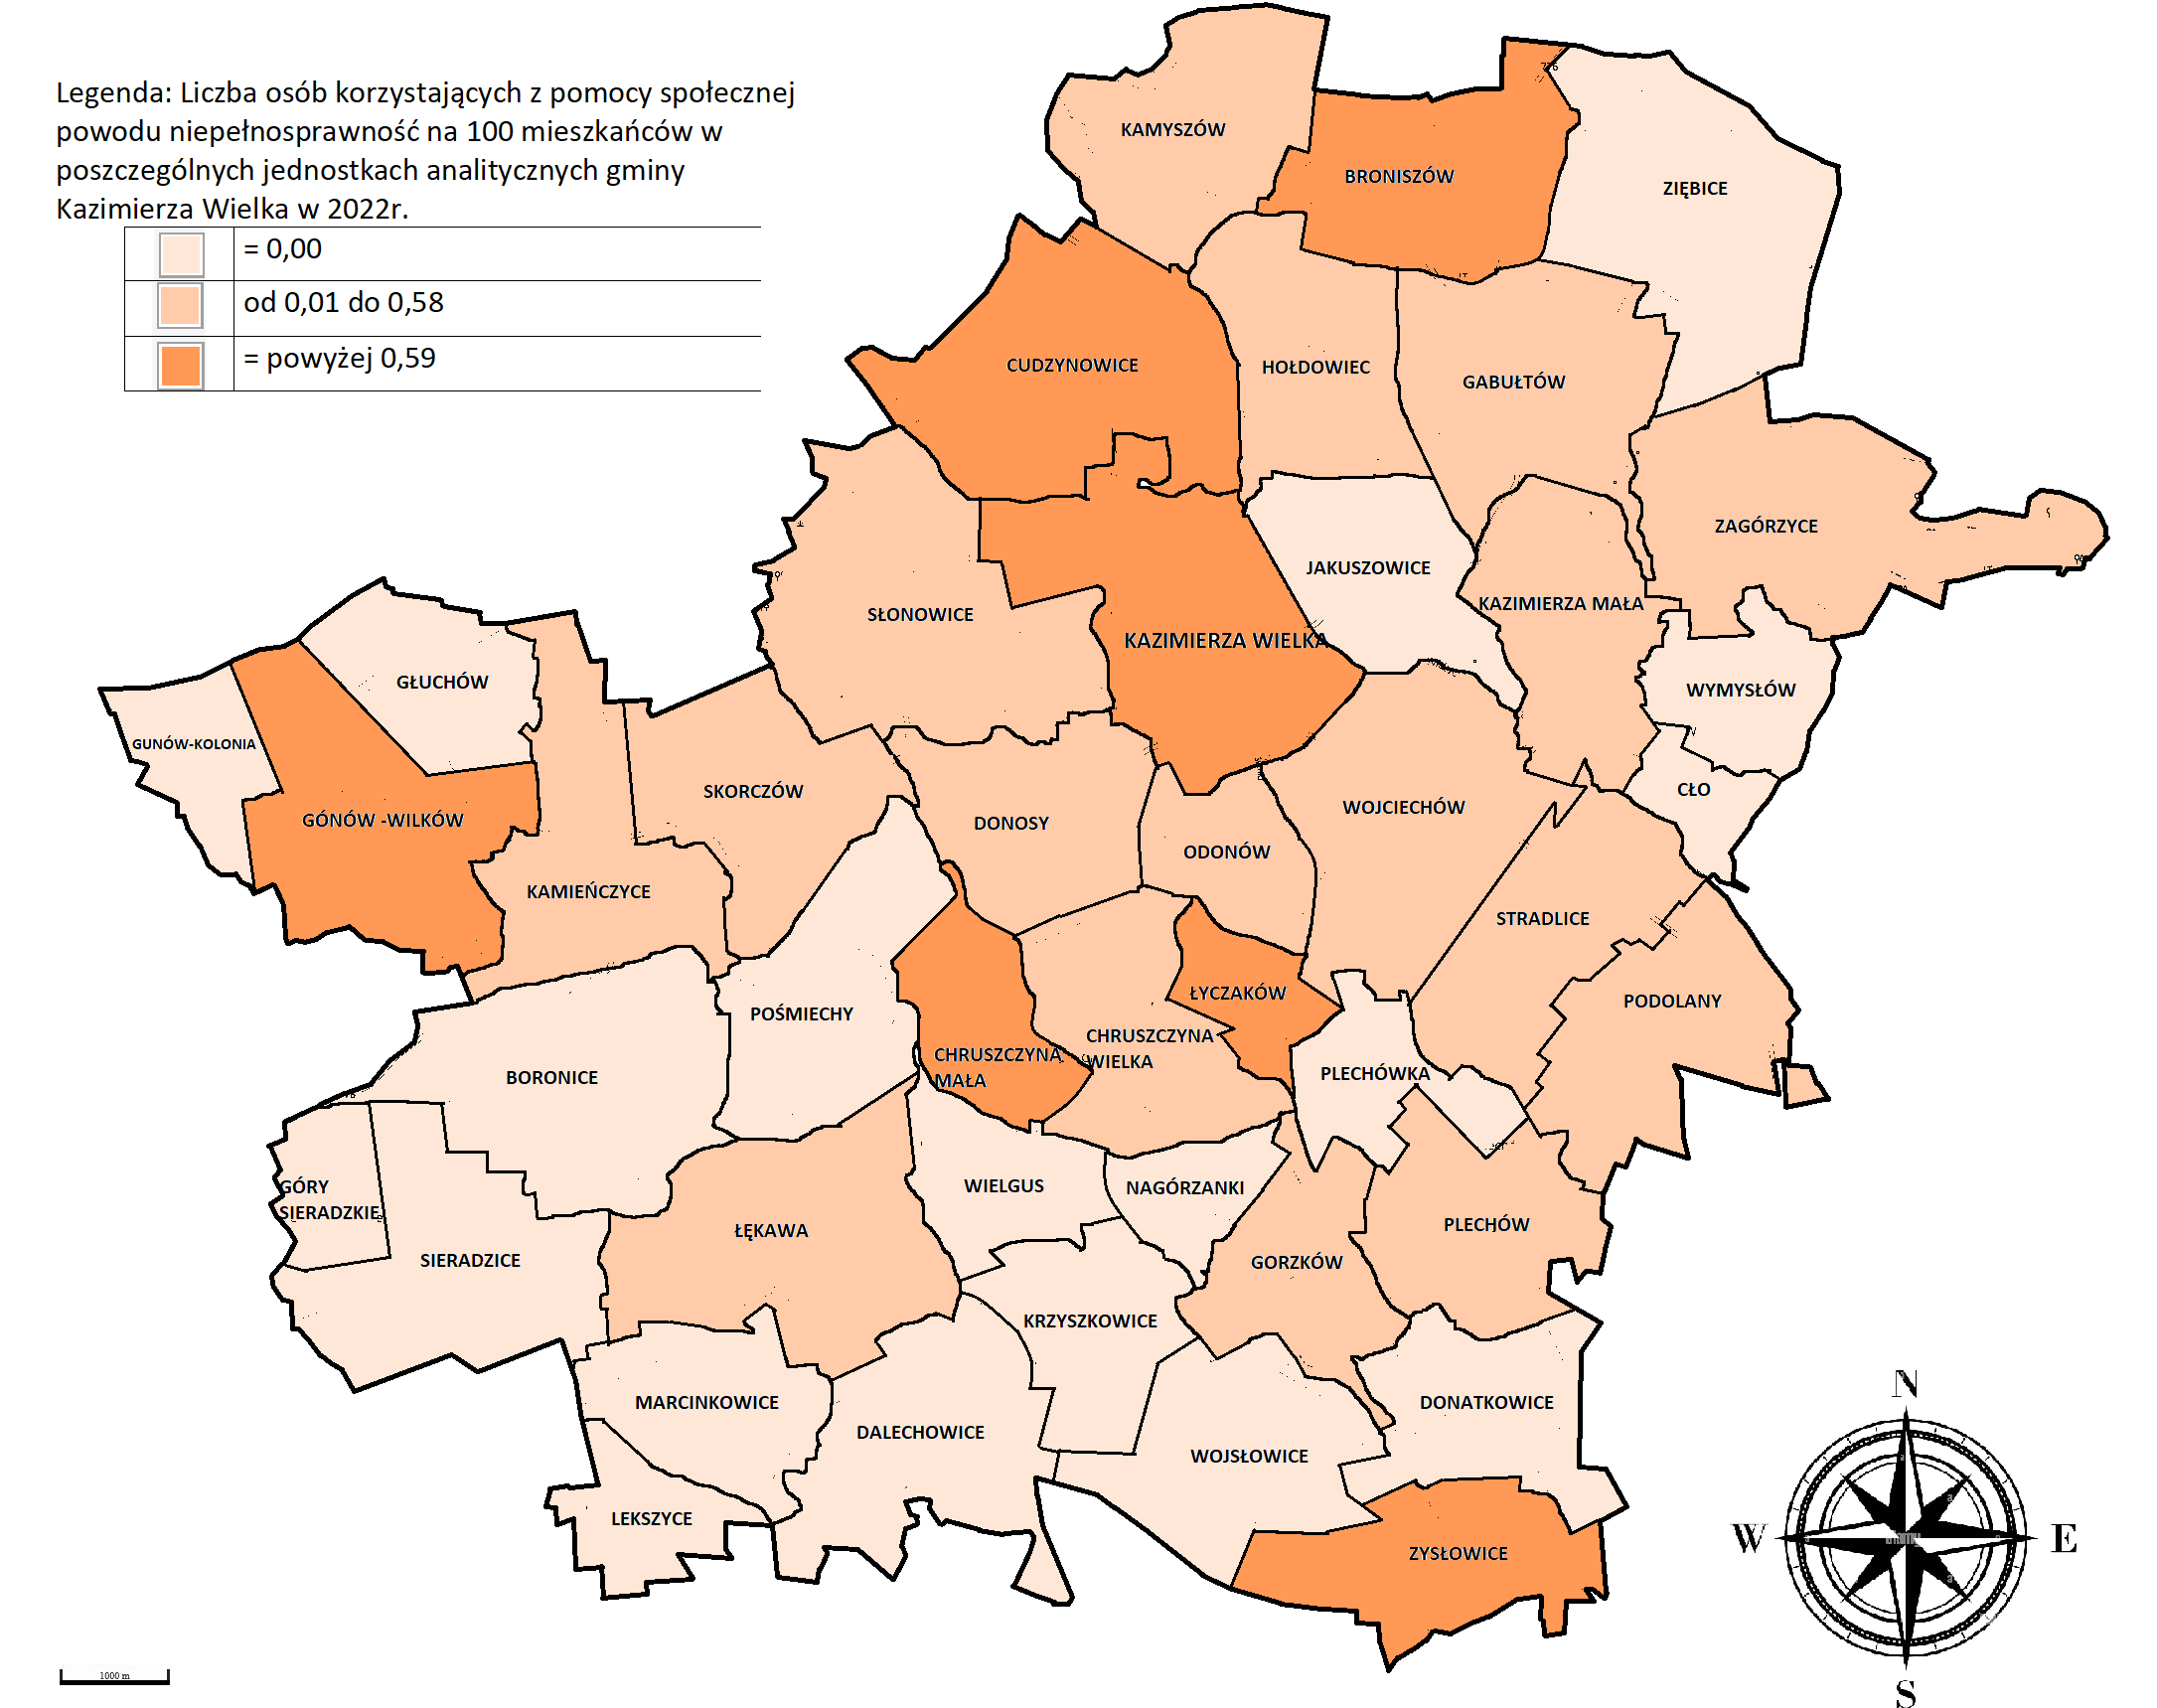 Legenda: Liczba osób korzystających z pomocy społecznej
powodu niepełnosprawność na 100 mieszkańców w
poszczególnych jednostkach analitycznych gminy
Kazimierza Wielka w 2022r.
= 0,00
od 0,01 do 0,58
= powyżej 0,59
KAMYSZÓW
BRONISZÓW
ZIĘBICE
CUDZYNOWICE
HOŁDOWIEC
GABUŁTÓW
ZAGÓRZYCE
JAKUSZOWICE
KAZIMIERZA MAŁA
SŁONOWICE
KAZIMIERZA WIELKA
GŁUCHÓW
WYMYSŁÓW
GUNÓW-KOLONIA
SKORCZÓW
CŁO
GÓNÓW -WILKÓW
DONOSY
WOJCIECHÓW
ODONÓW
KAMIEŃCZYCE
STRADLICE
ŁYCZAKÓW
PODOLANY
POŚMIECHY
CHRUSZCZYNA
WIELKA
CHRUSZCZYNA
MAŁA
BORONICE
PLECHÓWKA
GÓRY
SIERADZKIE
WIELGUS
NAGÓRZANKI
ŁĘKAWA
PLECHÓW
SIERADZICE
GORZKÓW
KRZYSZKOWICE
MARCINKOWICE
DONATKOWICE
DALECHOWICE
WOJSŁOWICE
LEKSZYCE
ZYSŁOWICE
N
W
E
S
1000 m